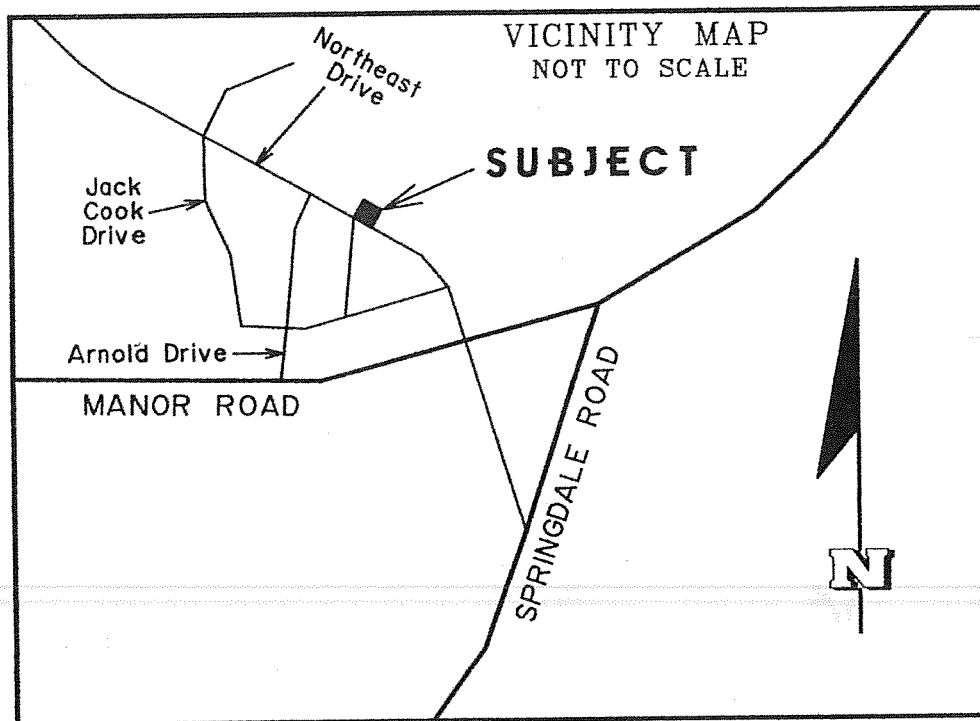 VICINITY MAP
NOT TO SCALE
Northeast
Drive
SUBJECT
Jack
Cook
Drive
Arnold Drive
MANOR ROAD
SPRINGDALE ROAD
N